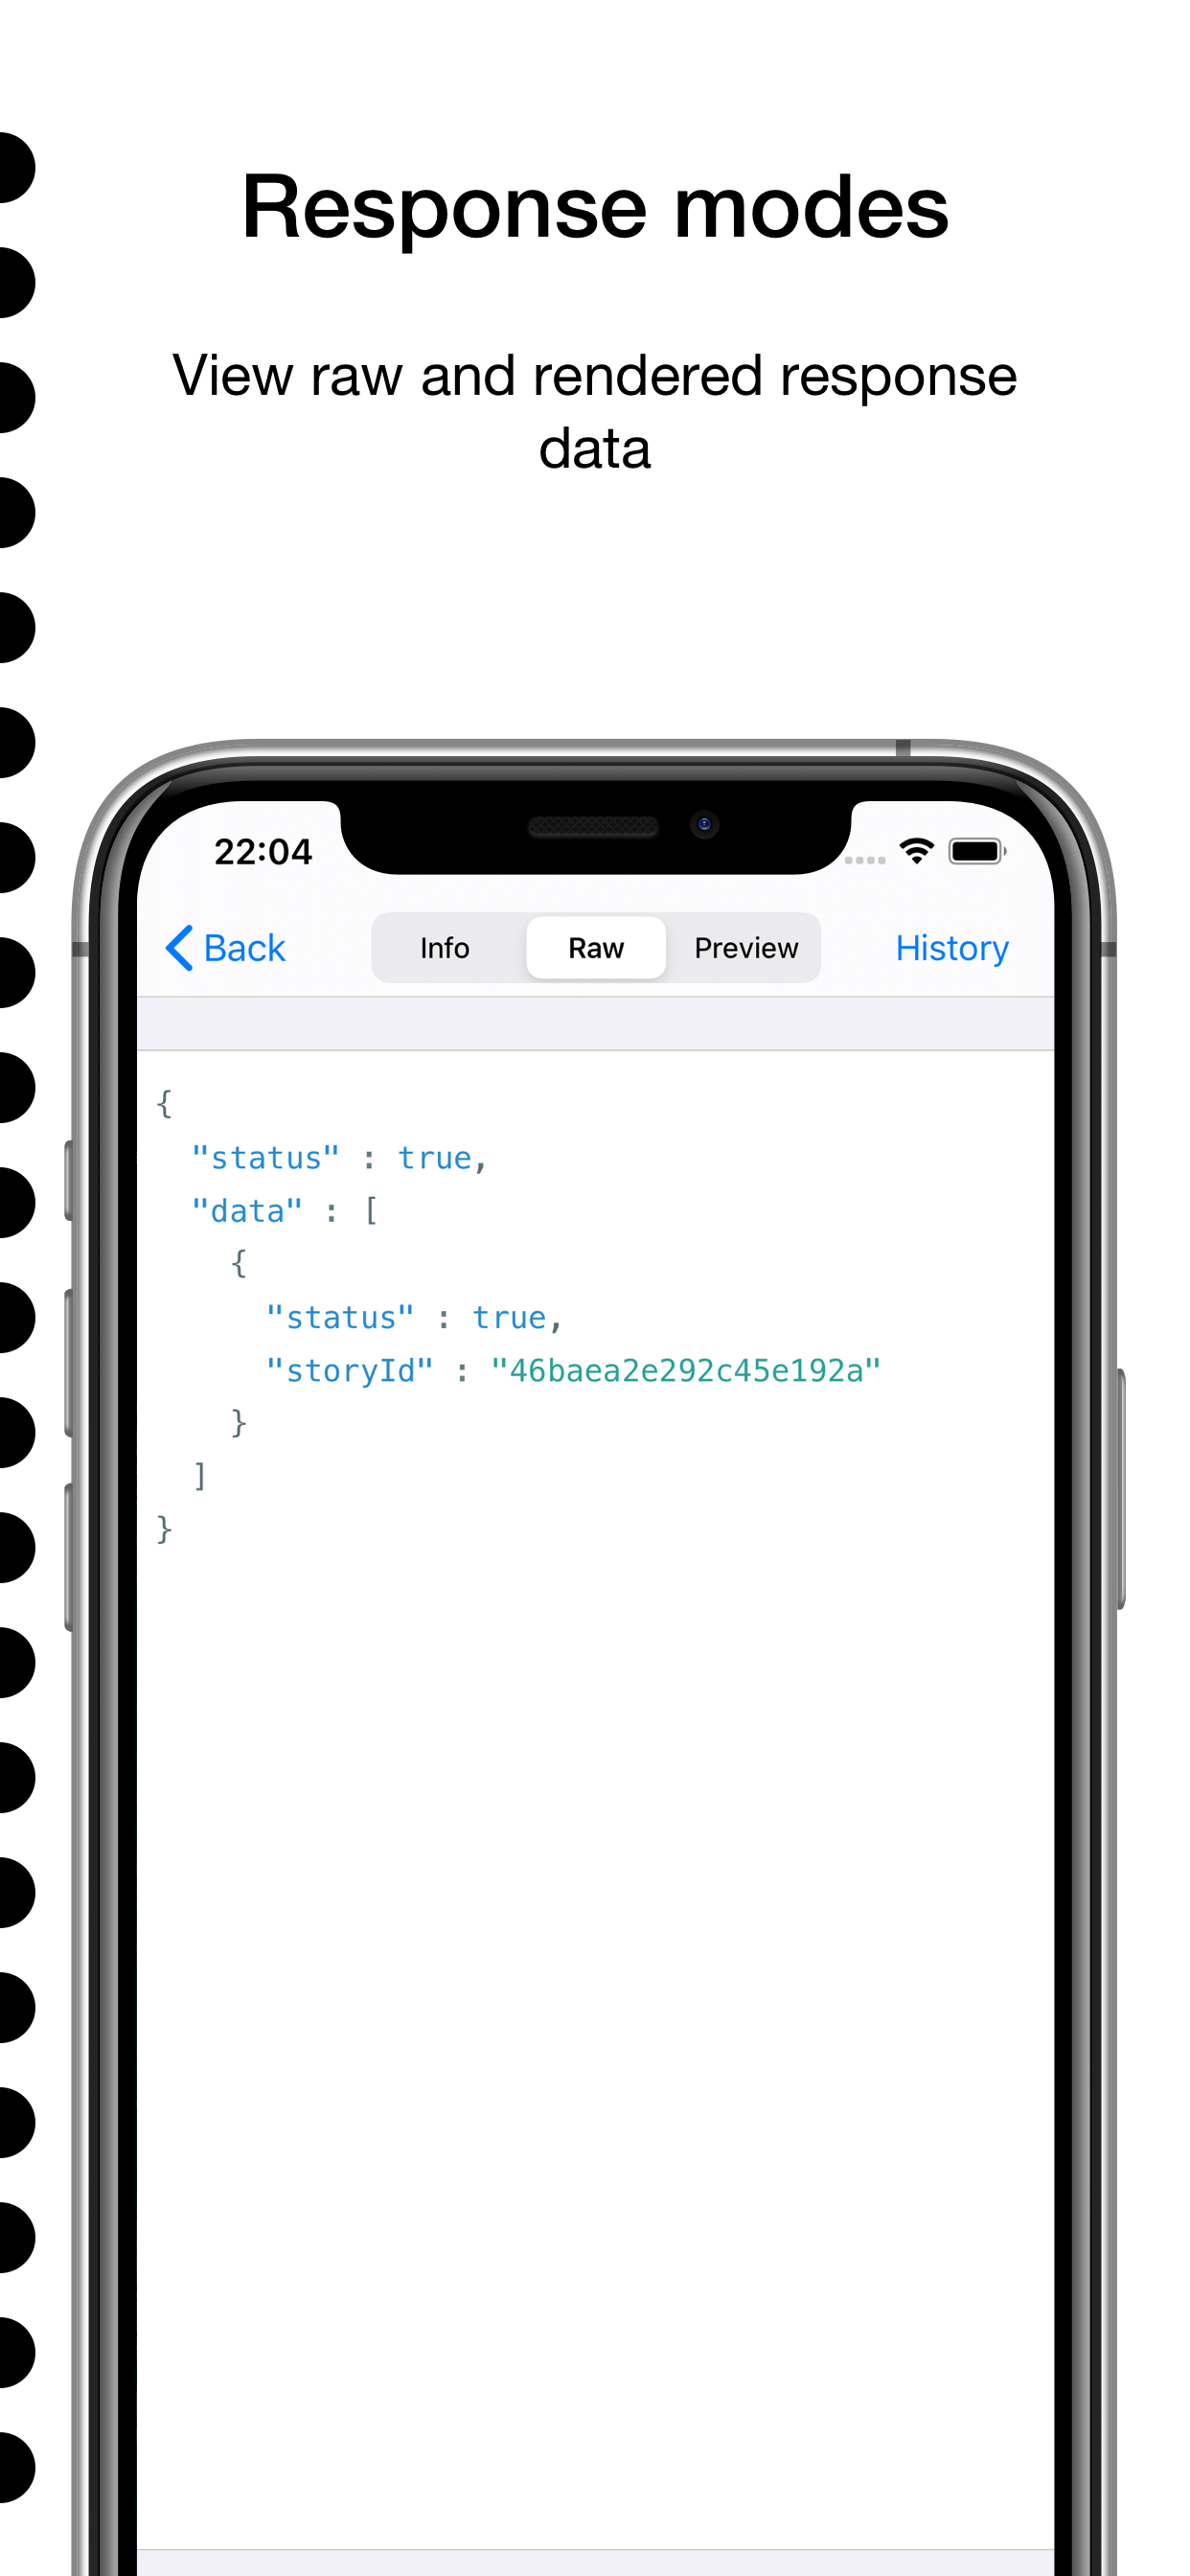 Response modes
View raw and rendered response
data
22:04
Back Info Raw Preview History
{
  "status" : true,
  "data" : [
    {
      "status" : true,
      "storyId" : "46baea2e292c45e192a"
    }
  ]
}